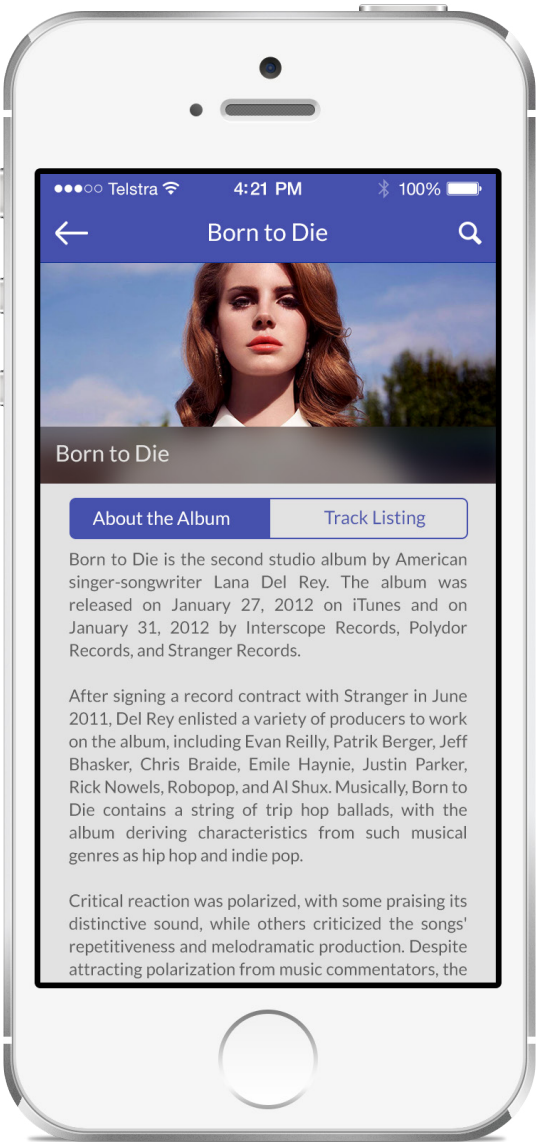 Telstra 4:21 PM 100%
Born to Die
Born to Die
About the Album Track Listing
Born to Die is the second studio album by American
singer-songwriter Lana Del Rey. The album was
released on January 27, 2012 on iTunes and on
January 31, 2012 by Interscope Records, Polydor
Records, and Stranger Records.
After signing a record contract with Stranger in June
2011, Del Rey enlisted a variety of producers to work
on the album, including Evan Reilly, Patrik Berger, Jeff
Bhasker, Chris Braide, Emile Haynie, Justin Parker,
Rick Nowels, Robopop, and Al Shux. Musically, Born to
Die contains a string of trip hop ballads, with the
album deriving characteristics from such musical
genres as hip hop and indie pop.
Critical reaction was polarized, with some praising its
distinctive sound, while others criticized the songs'
repetitiveness and melodramatic production. Despite
attracting polarization from music commentators, the